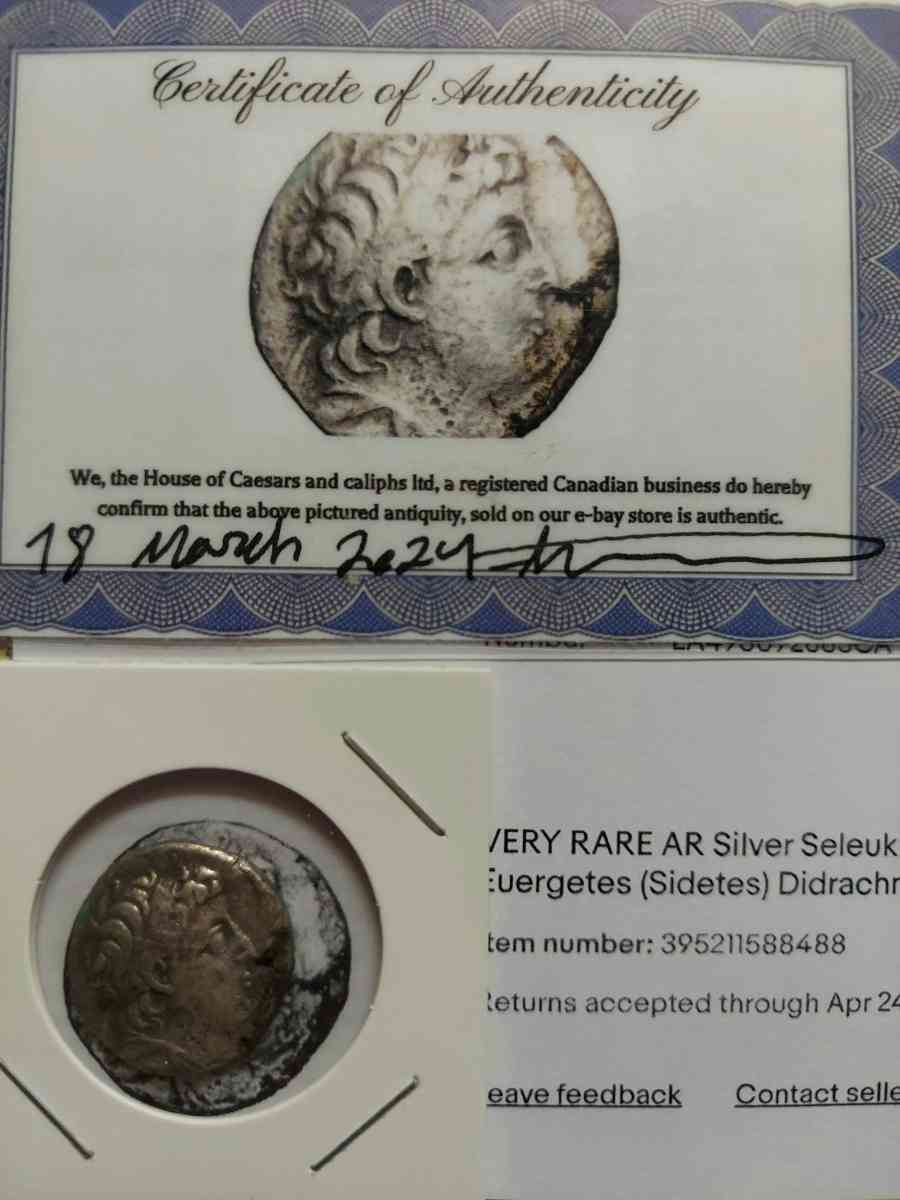 Certificate of Authenticity
We, the House of Caesars and caliphs ltd, a registered Canadian business do hereby
confirm that the above pictured antiquity, sold on our e-bay store is authentic.
18 March 2024
VERY RARE AR Silver Seleuk
Euergetes (Sidetes) Didrachr
tem number: 395211588488
Returns accepted through Apr 24
eave feedback Contact selle